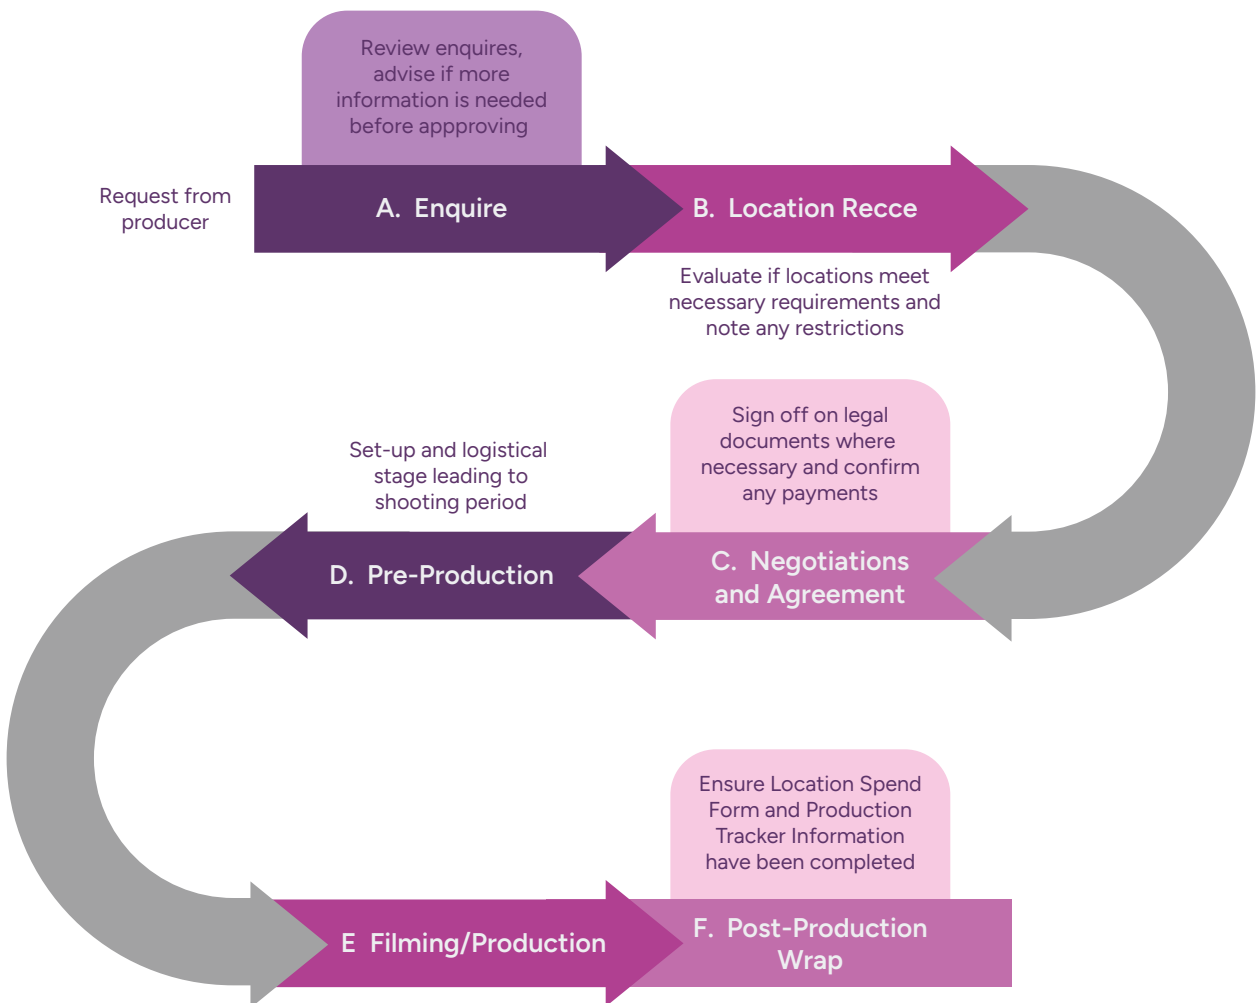 Review enquires,
advise if more
information is needed
before appproving
Request from
producer
A. Enquire
B. Location Recce
Evaluate if locations meet
necessary requirements and
note any restrictions
Sign off on legal
documents where
necessary and confirm
any payments
C. Negotiations
and Agreement
Set-up and logistical
stage leading to
shooting period
D. Pre-Production
E Filming/Production
Ensure Location Spend
Form and Production
Tracker Information
have been completed
F. Post-Production
Wrap